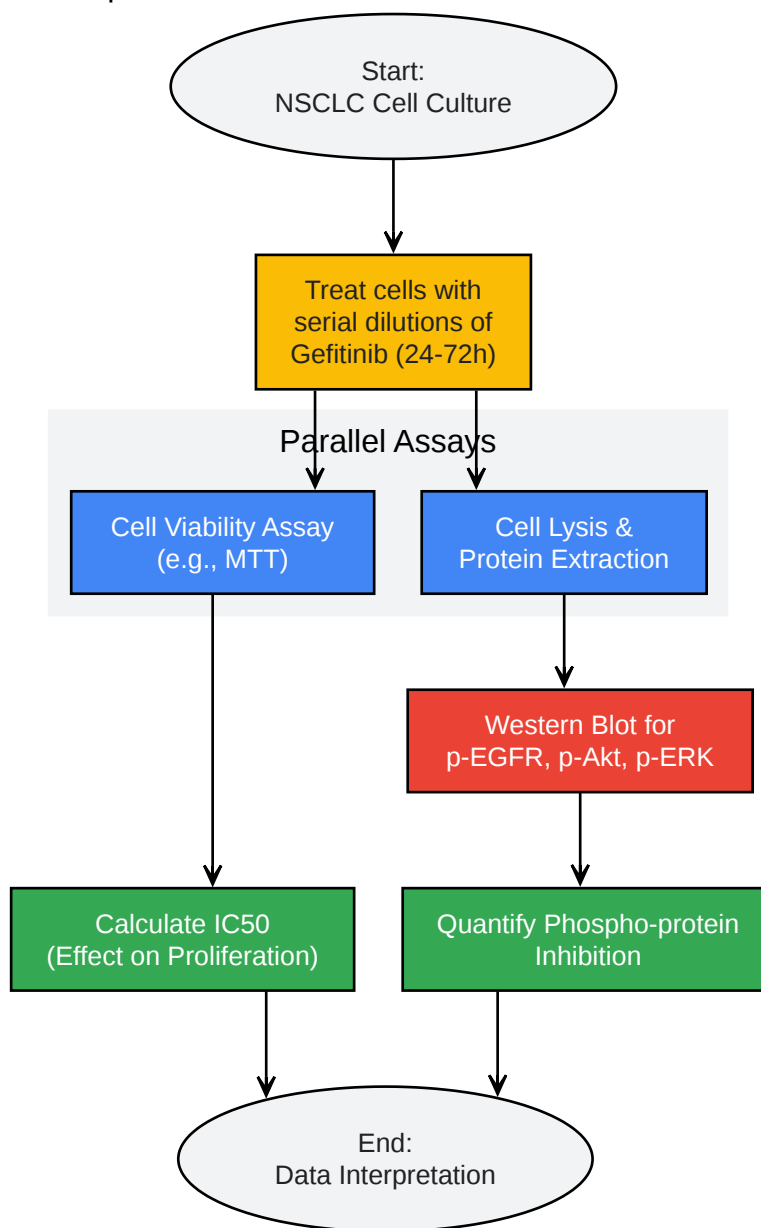 Start:
NSCLC Cell Culture
Treat cells with
serial dilutions of
Gefitinib (24-72h)
Parallel Assays
Cell Viability Assay
(e.g., MTT)
Cell Lysis &
Protein Extraction
Western Blot for
p-EGFR, p-Akt, p-ERK
Calculate IC50
(Effect on Proliferation)
Quantify Phospho-protein
Inhibition
End:
Data Interpretation